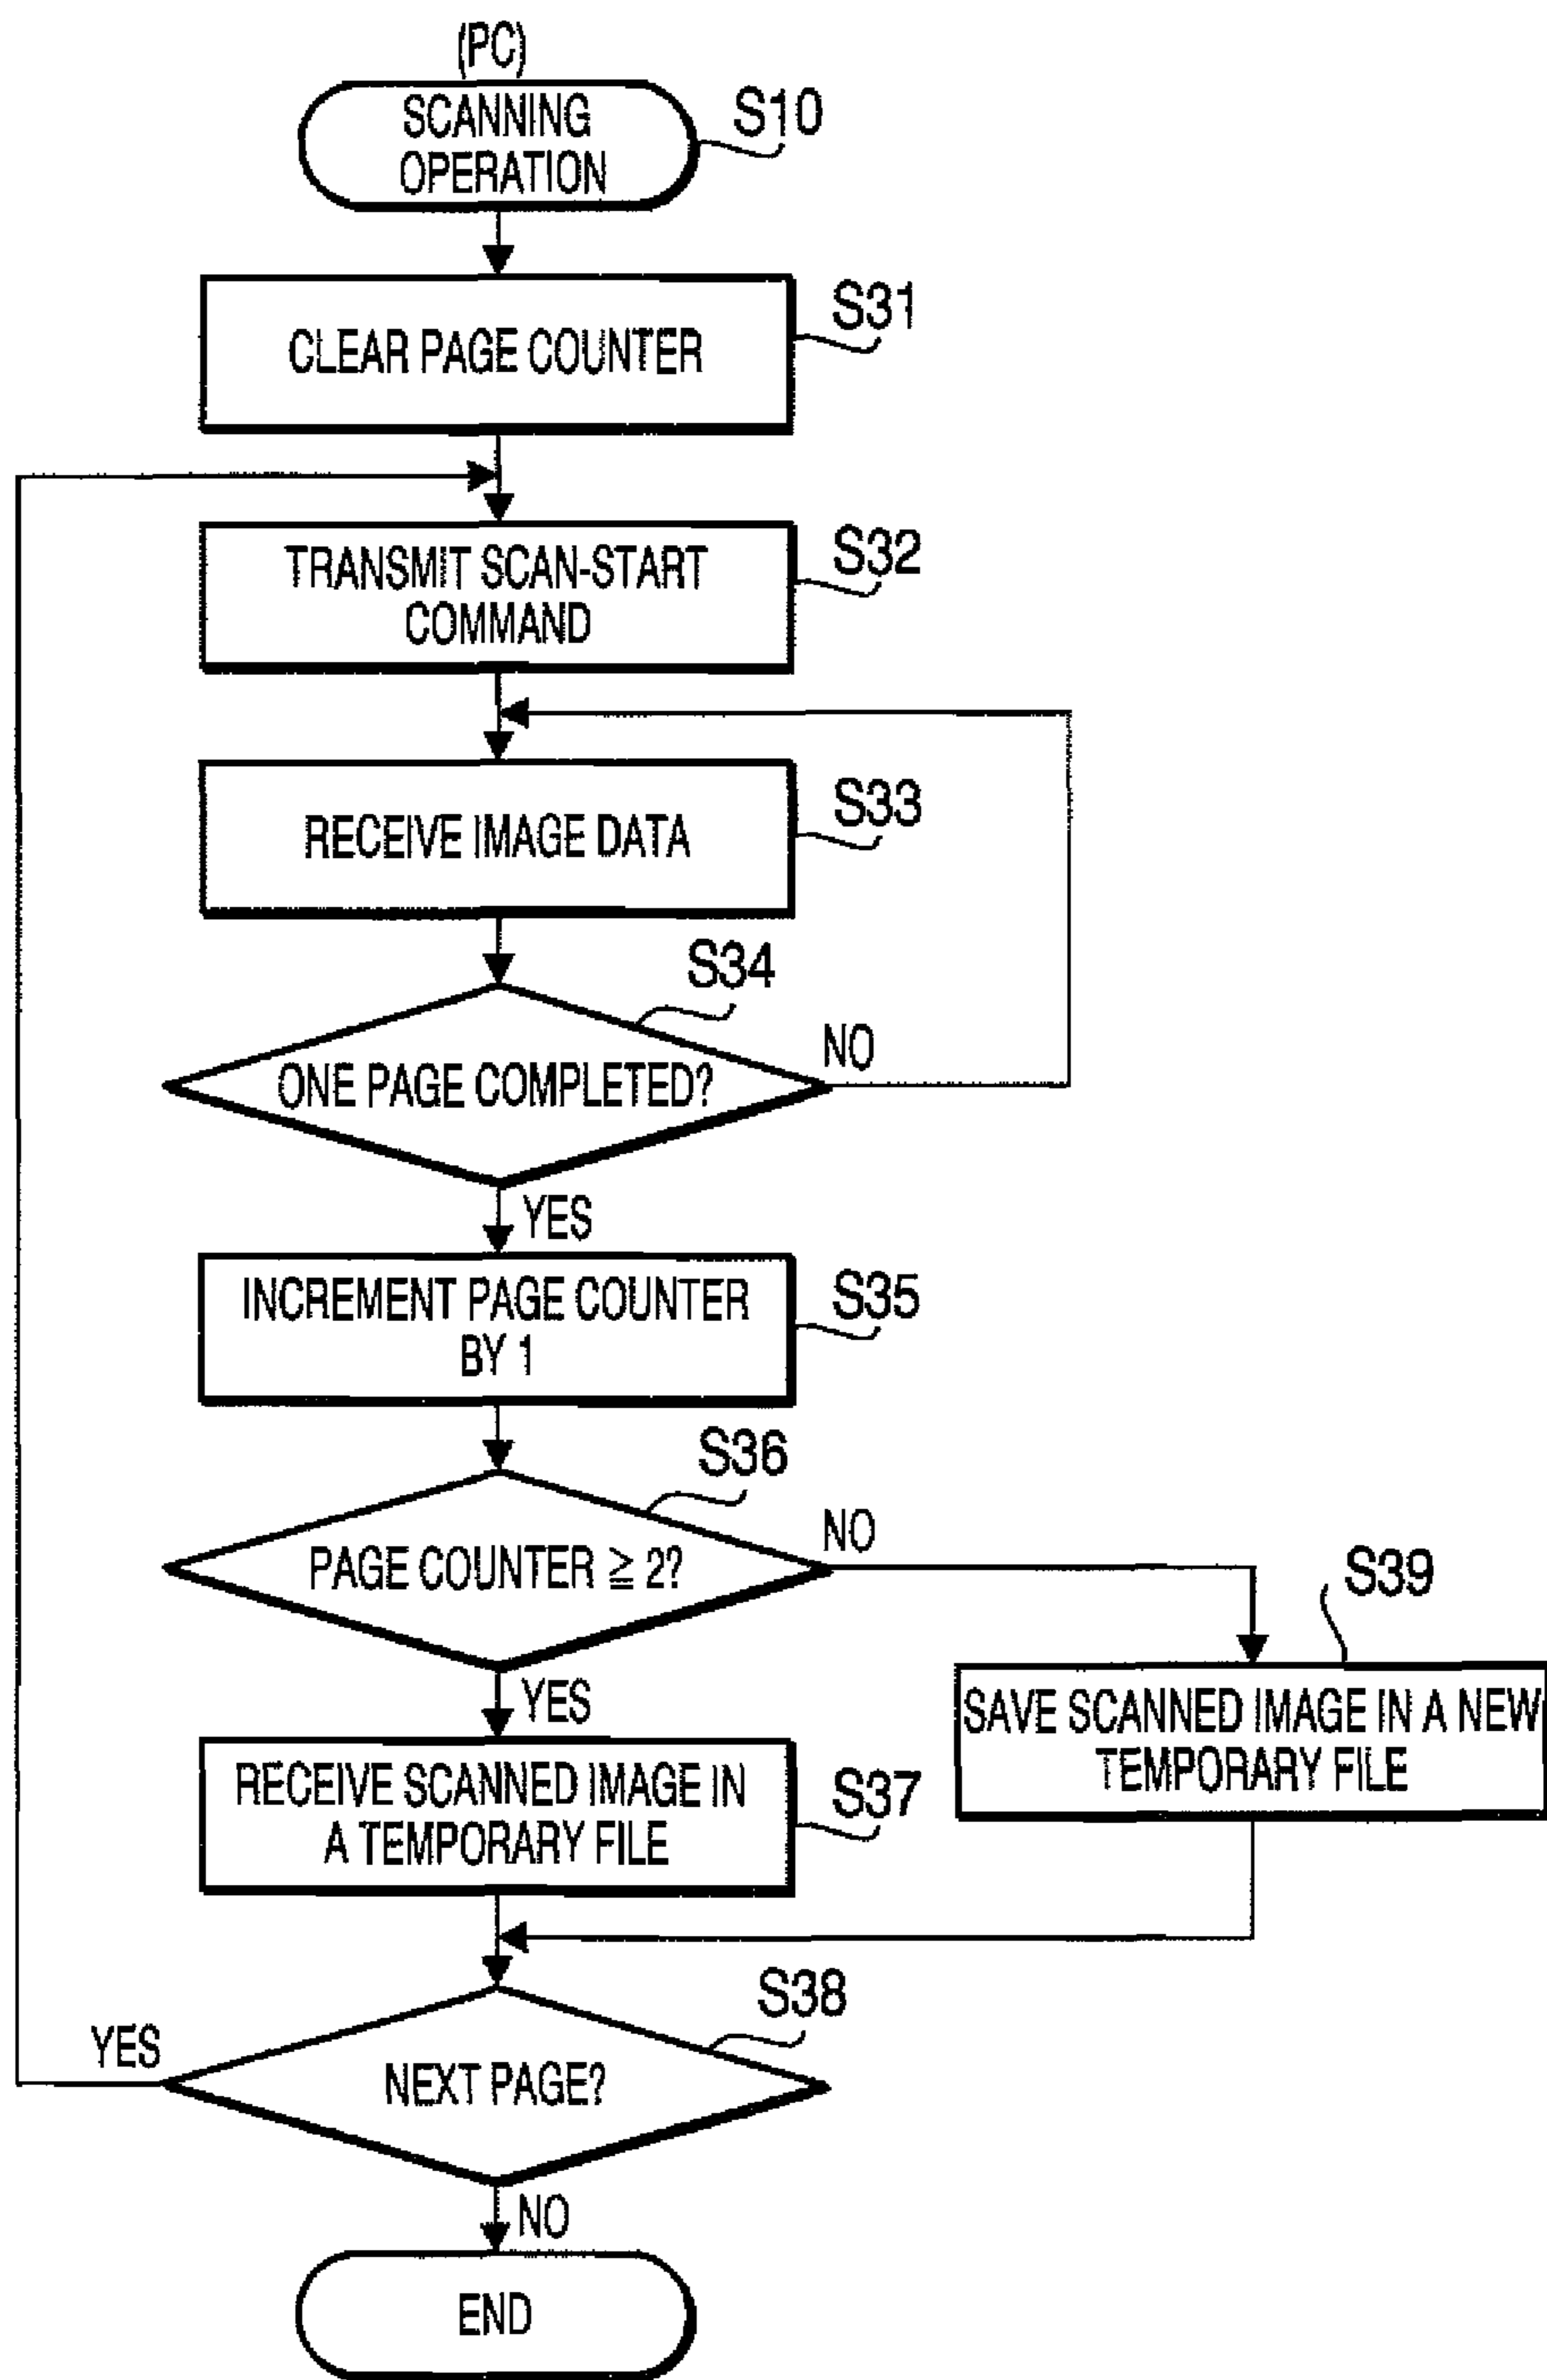 (PC)
SCANNING
OPERATION
S10
CLEAR PAGE COUNTER
S31
TRANSMIT SCAN-START
COMMAND
S32
RECEIVE IMAGE DATA
S33
S34
ONE PAGE COMPLETED?
NO
YES
INCREMENT PAGE COUNTER
BY 1
S35
S36
PAGE COUNTER ≧ 2?
NO
YES
S39
SAVE SCANNED IMAGE IN A NEW
TEMPORARY FILE
RECEIVE SCANNED IMAGE IN
A TEMPORARY FILE
S37
S38
YES
NEXT PAGE?
NO
END